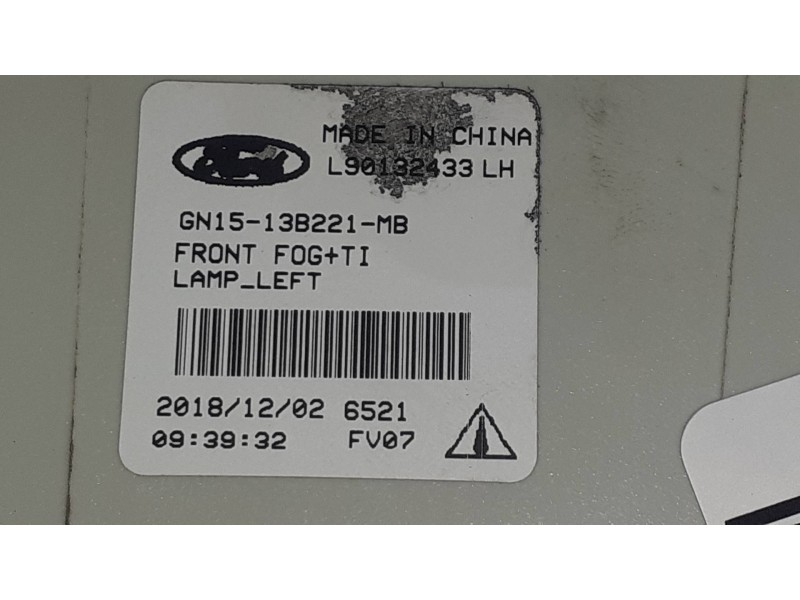 MADE IN CHINA
L90132433 LH
GN15-13B221-MB
FRONT FOG+TI
LAMP_LEFT
2018/12/02 6521
09:39:32 FV07